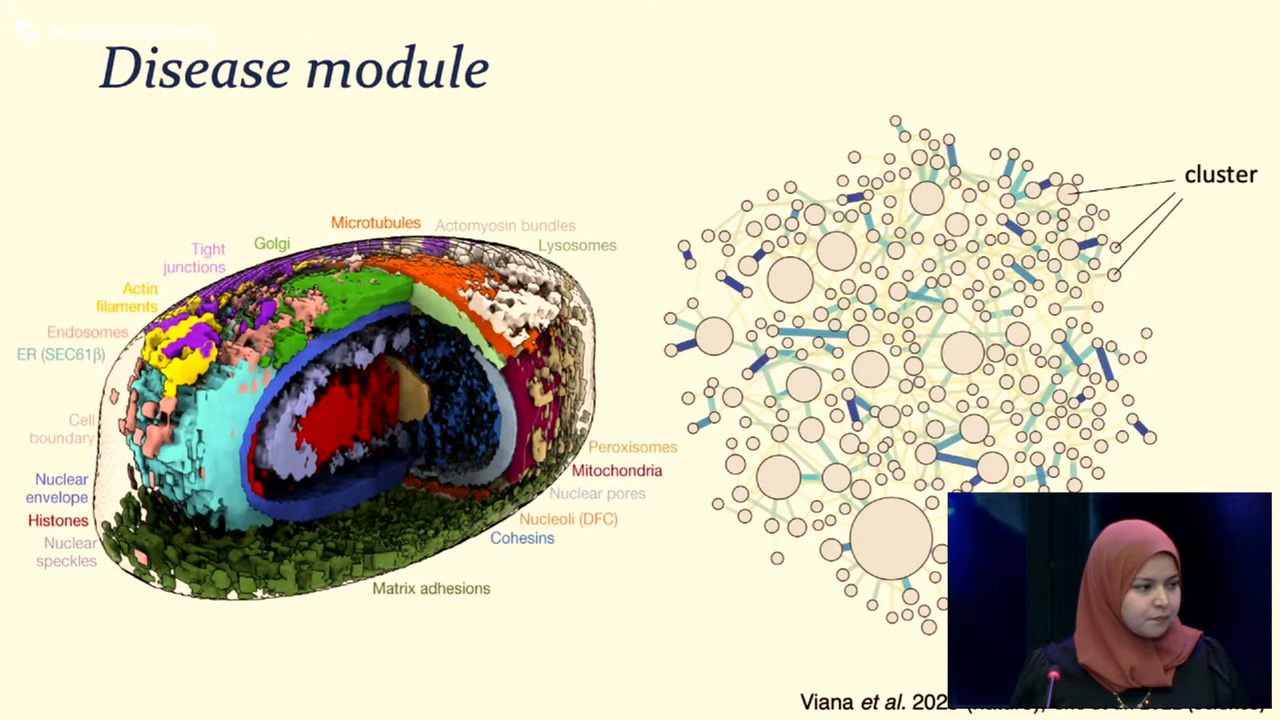 Disease module
cluster
Microtubules
Actomyosin bundles
Tight
junctions
Golgi
Lysosomes
Actin
filaments
Endosomes
ER (SEC61β)
Cell
boundary
Peroxisomes
Mitochondria
Nuclear
envelope
Nuclear pores
Histones
Nucleoli (DFC)
Cohesins
Nuclear
speckles
Matrix adhesions
Viana et al.